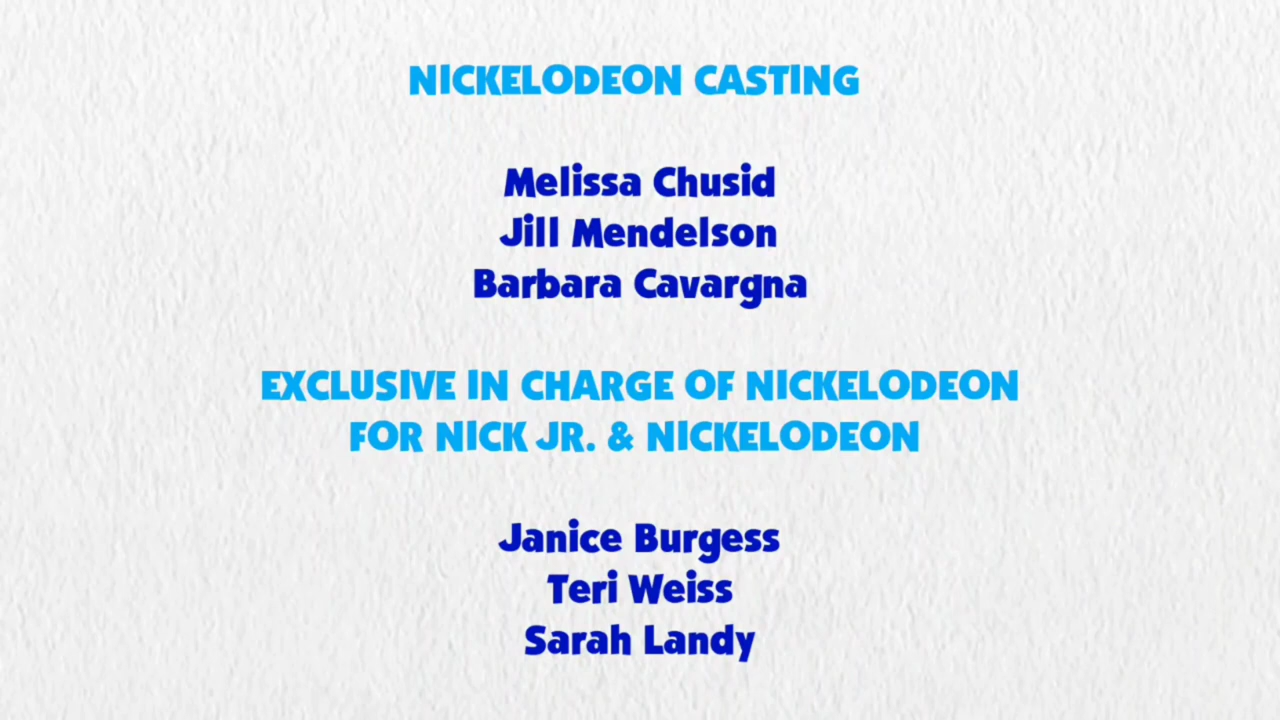 NICKELODEON CASTING
Melissa Chusid
Jill Mendelson
Barbara Cavargna
EXCLUSIVE IN CHARGE OF NICKELODEON
FOR NICK JR. & NICKELODEON
Janice Burgess
Teri Weiss
Sarah Landy